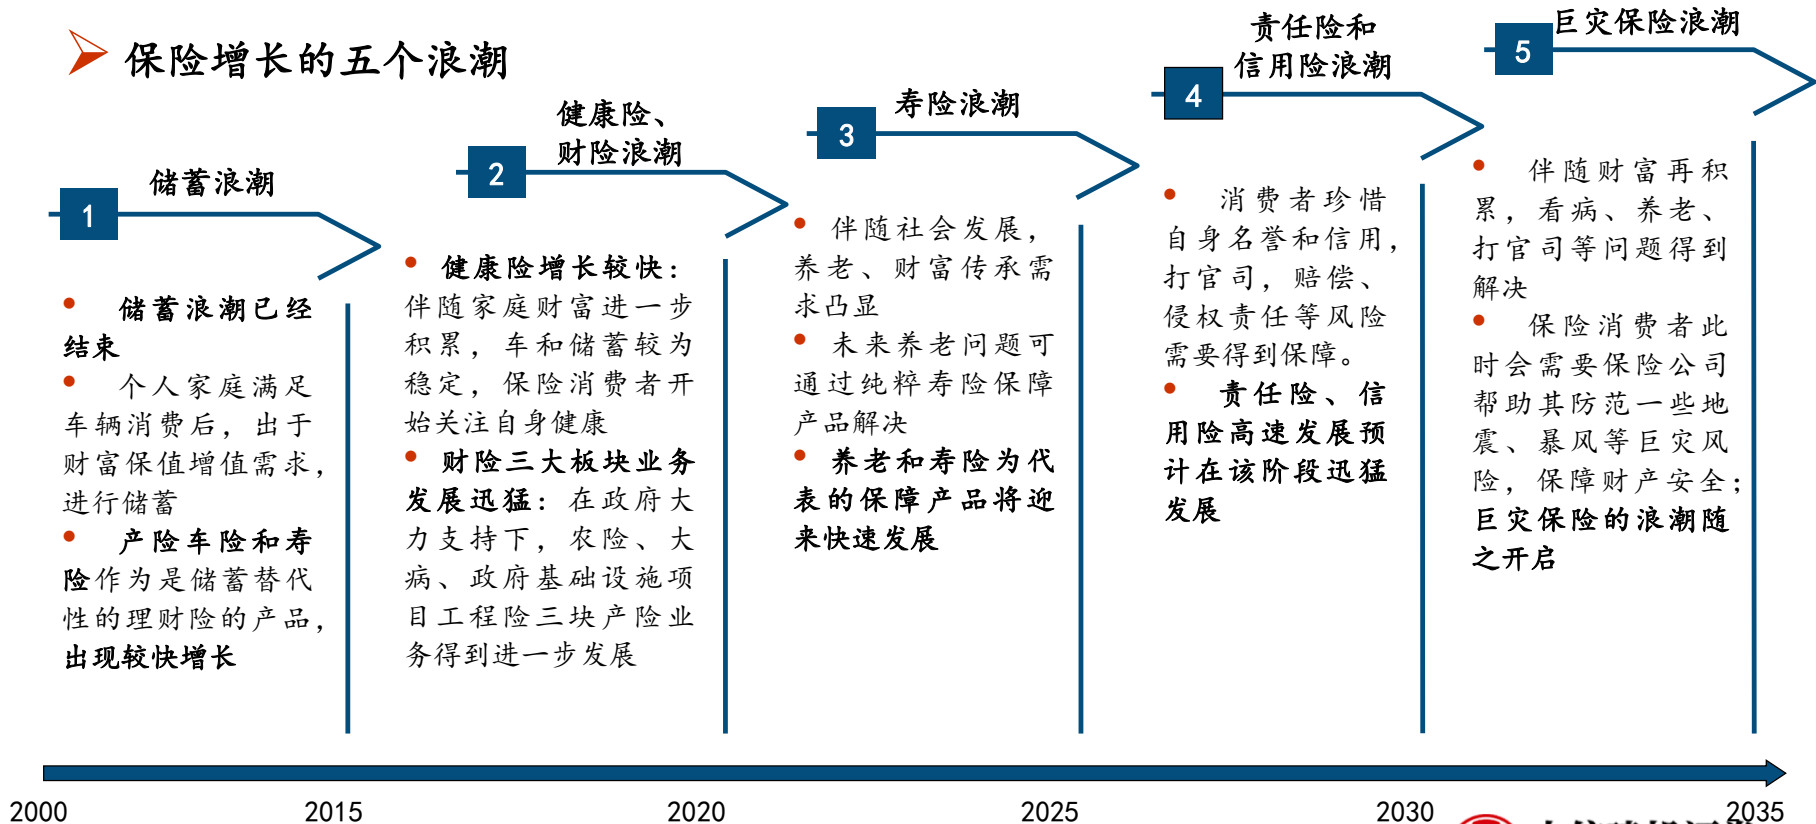 保险增长的五个浪潮
1
储蓄浪潮
储蓄浪潮已经
结束
个人家庭满足
车辆消费后，出于
财富保值增值需求，
进行储蓄
产险车险和寿
险作为是储蓄替代
性的理财险的产品，
出现较快增长
2
健康险、
财险浪潮
健康险增长较快：
伴随家庭财富进一步
积累，车和储蓄较为
稳定，保险消费者开
始关注自身健康
财险三大板块业务
发展迅猛：在政府大
力支持下，农险、大
病、政府基础设施项
目工程险三块产险业
务得到进一步发展
3
寿险浪潮
伴随社会发展，
养老、财富传承需
求凸显
未来养老问题可
通过纯粹寿险保障
产品解决
养老和寿险为代
表的保障产品将迎
来快速发展
4
责任险和
信用险浪潮
消费者珍惜
自身名誉和信用，
打官司，赔偿、
侵权责任等风险
需要得到保障。
责任险、信
用险高速发展预
计在该阶段迅猛
发展
5
巨灾保险浪潮
伴随财富再积
累，看病、养老、
打官司等问题得到
解决
保险消费者此
时会需要保险公司
帮助其防范一些地
震、暴风等巨灾风
险，保障财产安全；
巨灾保险的浪潮随
之开启
2000
2015
2020
2025
2030
2035